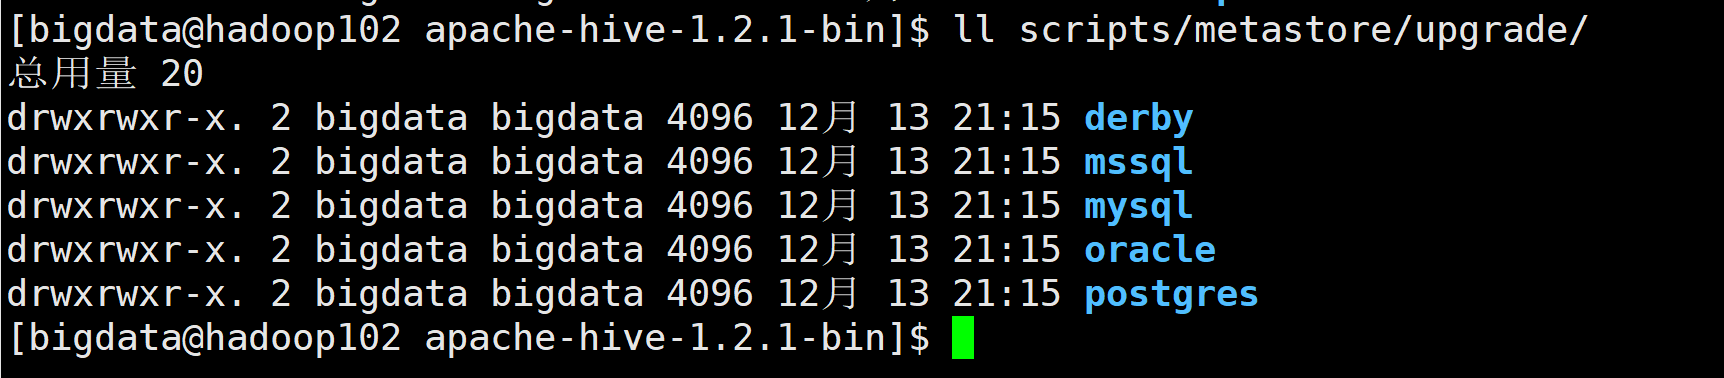 [bigdata@hadoop102 apache-hive-1.2.1-bin]$ ll scripts/metastore/upgrade/
总用量 20
drwxrwxr-x. 2 bigdata bigdata 4096 12月 13 21:15 derby
drwxrwxr-x. 2 bigdata bigdata 4096 12月 13 21:15 mssql
drwxrwxr-x. 2 bigdata bigdata 4096 12月 13 21:15 mysql
drwxrwxr-x. 2 bigdata bigdata 4096 12月 13 21:15 oracle
drwxrwxr-x. 2 bigdata bigdata 4096 12月 13 21:15 postgres
[bigdata@hadoop102 apache-hive-1.2.1-bin]$